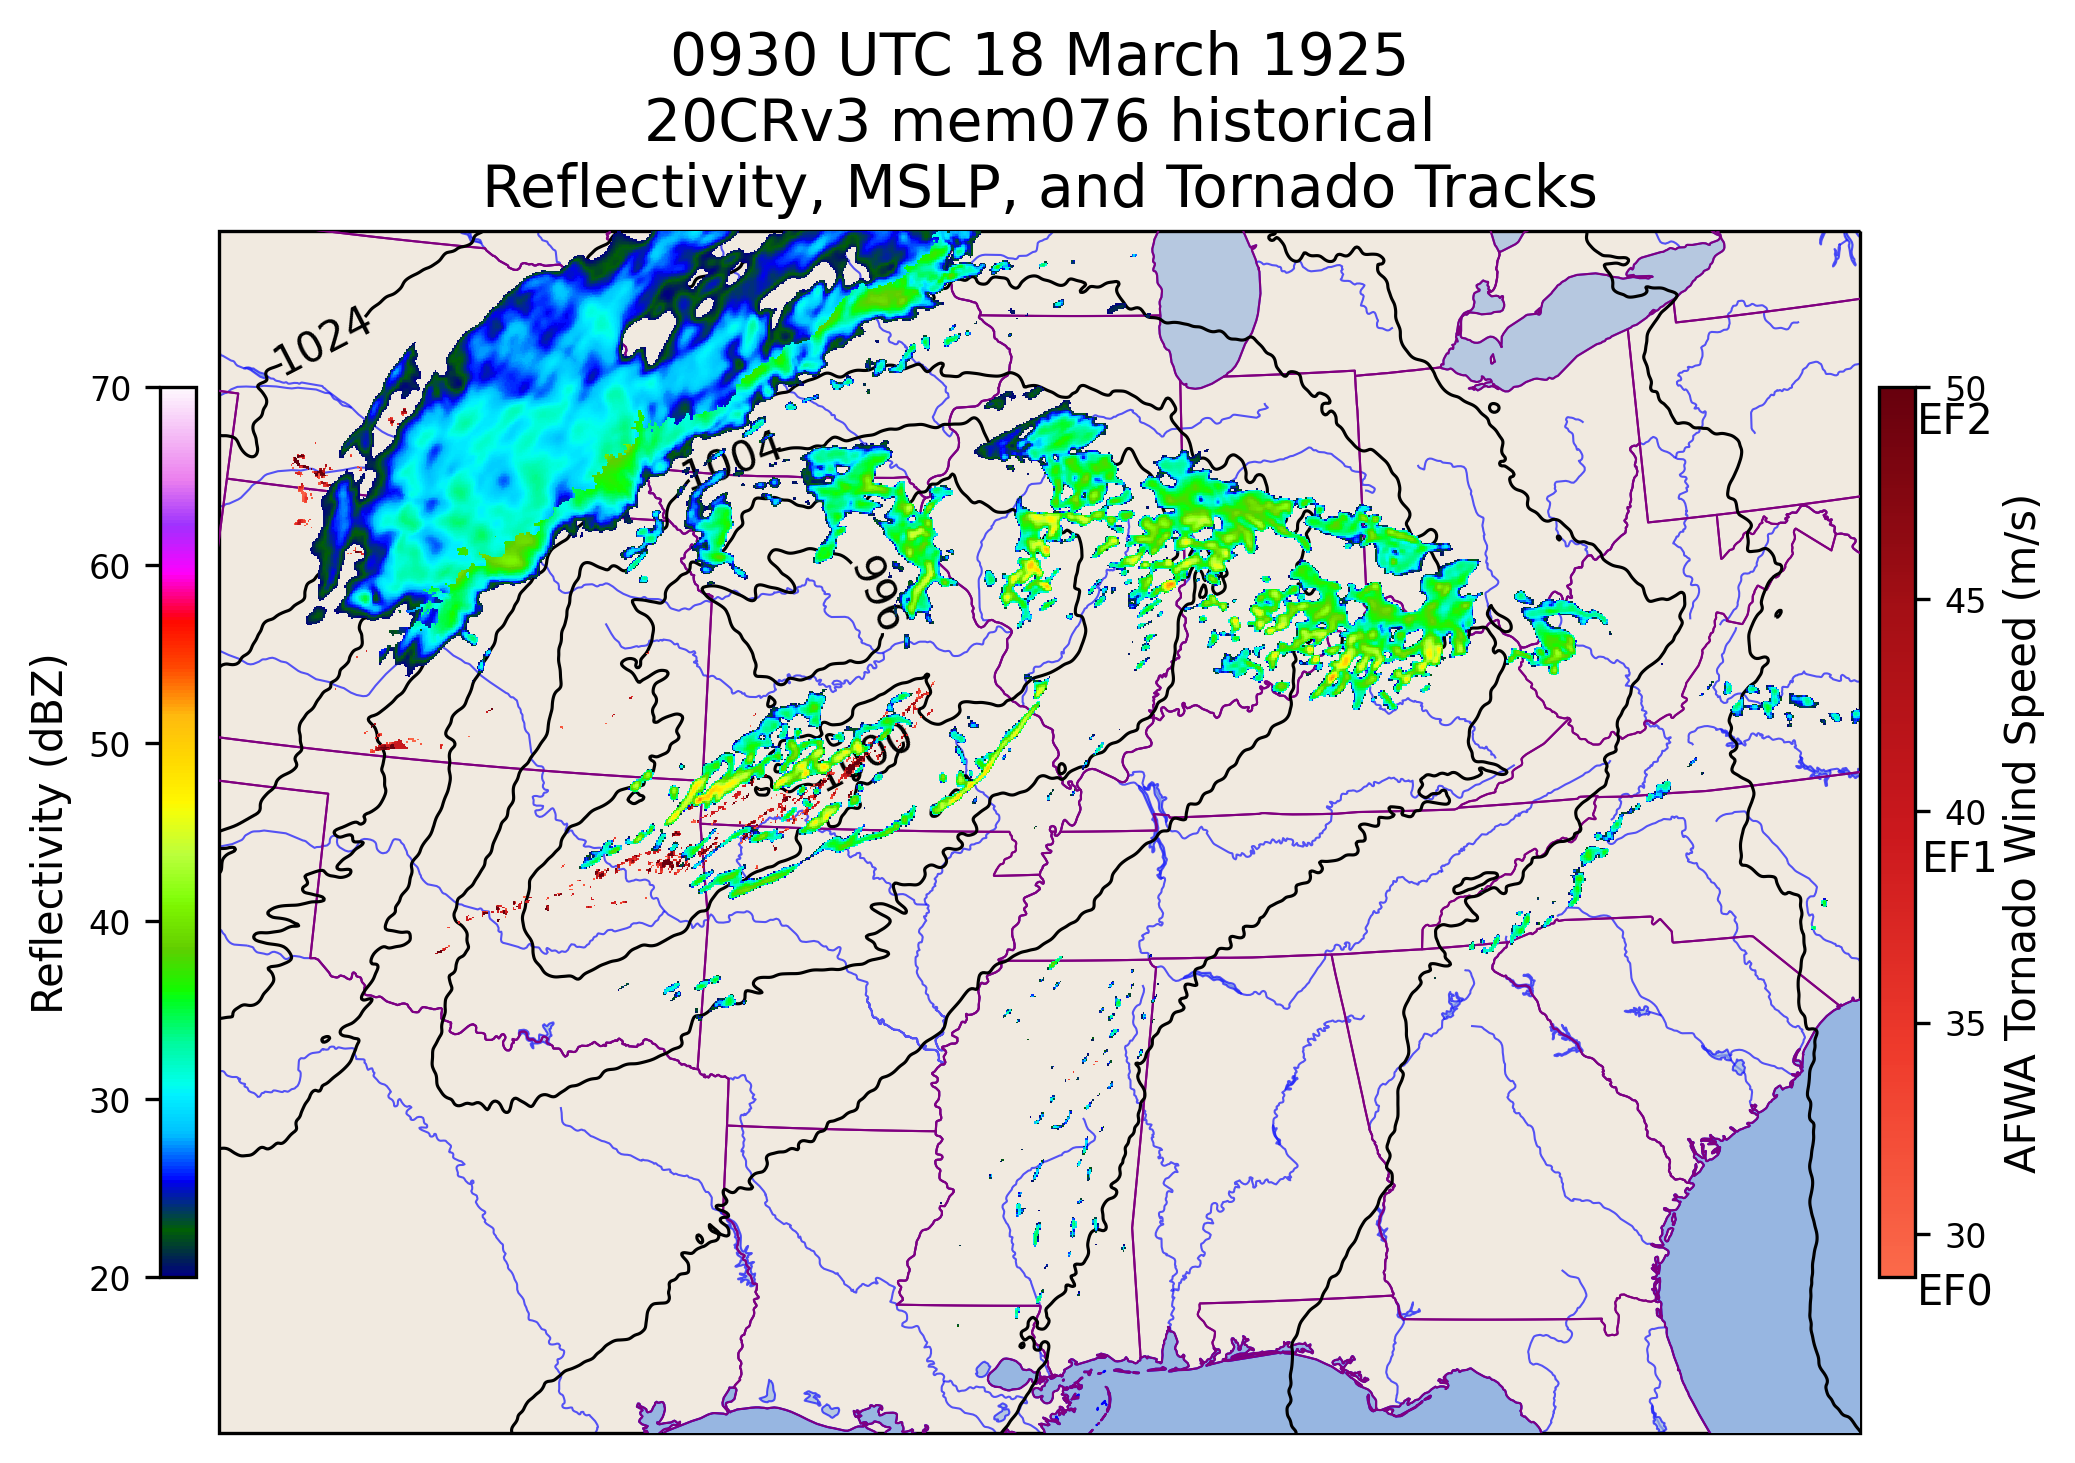 0930 UTC 18 March 1925
20CRv3 mem076 historical
Reflectivity, MSLP, and Tornado Tracks
1024
1004
996
1000
70
60
50
40
30
20
Reflectivity (dBZ)
50
EF2
45
40
EF1
35
30
EF0
AFWA Tornado Wind Speed (m/s)